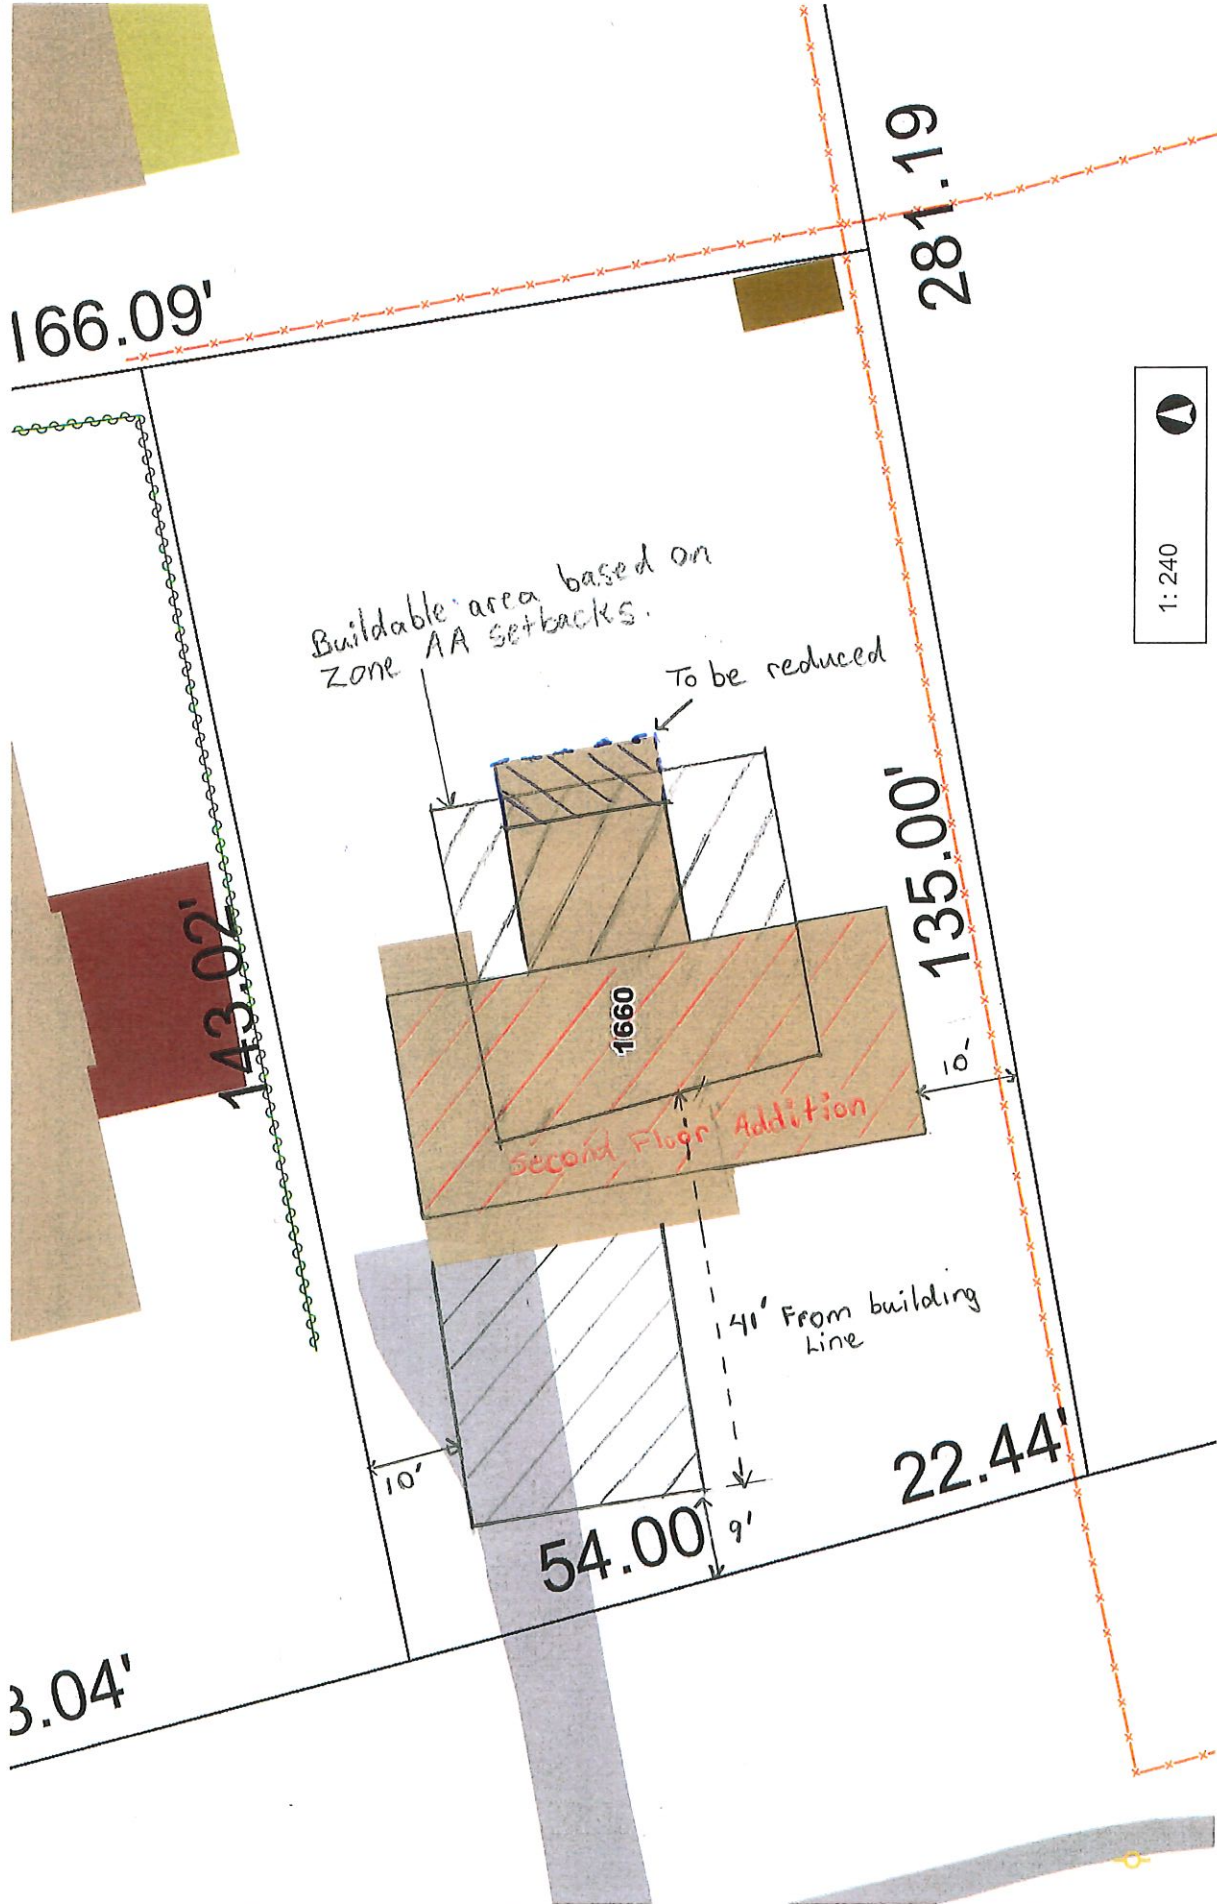 281.19
166.09'
1: 240
Buildable area based on
Zone AA setbacks.
To be reduced
135.00'
143.02'
1660
10'
Second Floor Addition
41' From building
Line
22.44'
10'
54.00
9'
3.04'